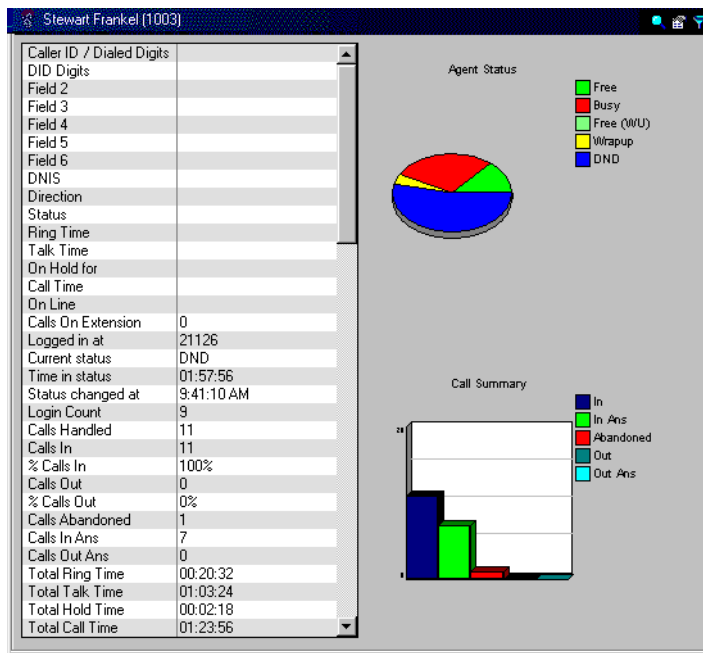 Stewart Frankel (1003)
Caller ID / Dialed Digits
DID Digits
Field 2
Field 3
Field 4
Field 5
Field 6
DNIS
Direction
Status
Ring Time
Talk Time
On Hold for
Call Time
On Line
Calls On Extension 0
Logged in at 21126
Current status DND
Time in status 01:57:56
Status changed at 9:41:10 AM
Login Count 9
Calls Handled 11
Calls In 11
% Calls In 100%
Calls Out 0
% Calls Out 0%
Calls Abandoned 1
Calls In Ans 7
Calls Out Ans 0
Total Ring Time 00:20:32
Total Talk Time 01:03:24
Total Hold Time 00:02:18
Total Call Time 01:23:56
Agent Status
Free
Busy
Free (WU)
Wrapup
DND
Call Summary
20
0
In
In Ans
Abandoned
Out
Out Ans